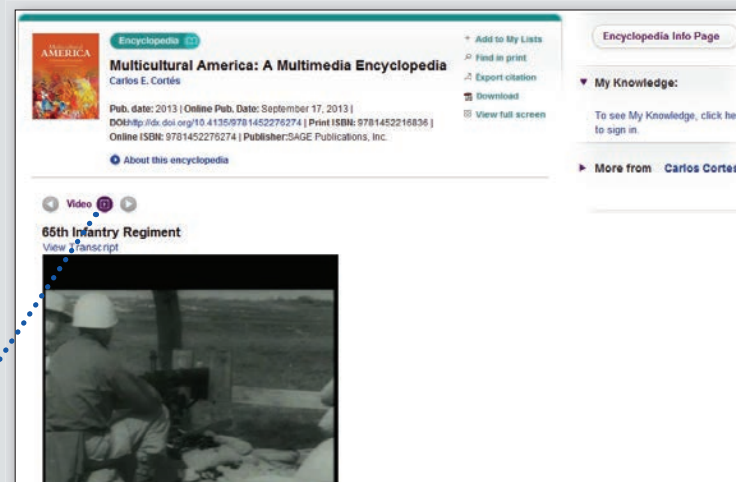 Encyclopedia
Multicultural America: A Multimedia Encyclopedia
Carlos E. Cortés
Pub. date: 2013 | Online Pub. Date: September 17, 2013 |
DOI:http://dx.doi.org/10.4135/9781452276274 | Print ISBN: 9781452216836 |
Online ISBN: 9781452276274 | Publisher:SAGE Publications, Inc.
About this encyclopedia
+ Add to My Lists
Find in print
Export citation
Download
View full screen
Encyclopedia Info Page
My Knowledge:
To see My Knowledge, click he
to sign in.
More from Carlos Cortes
Multicultural
AMERICA
Video
65th Infantry Regiment
View Transcript